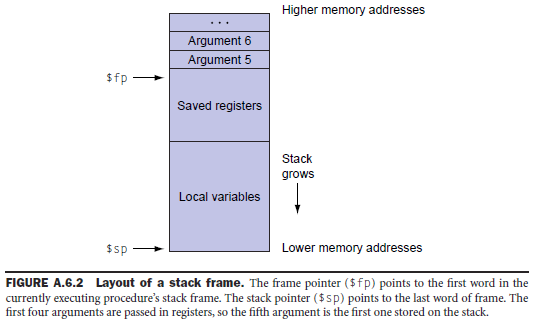 Higher memory addresses
. . .
Argument 6
Argument 5
$fp
Saved registers
Stack
grows
Local variables
$sp
Lower memory addresses
FIGURE A.6.2 Layout of a stack frame. The frame pointer ($fp) points to the first word in the
currently executing procedure's stack frame. The stack pointer ($sp) points to the last word of frame. The
first four arguments are passed in registers, so the fifth argument is the first one stored on the stack.